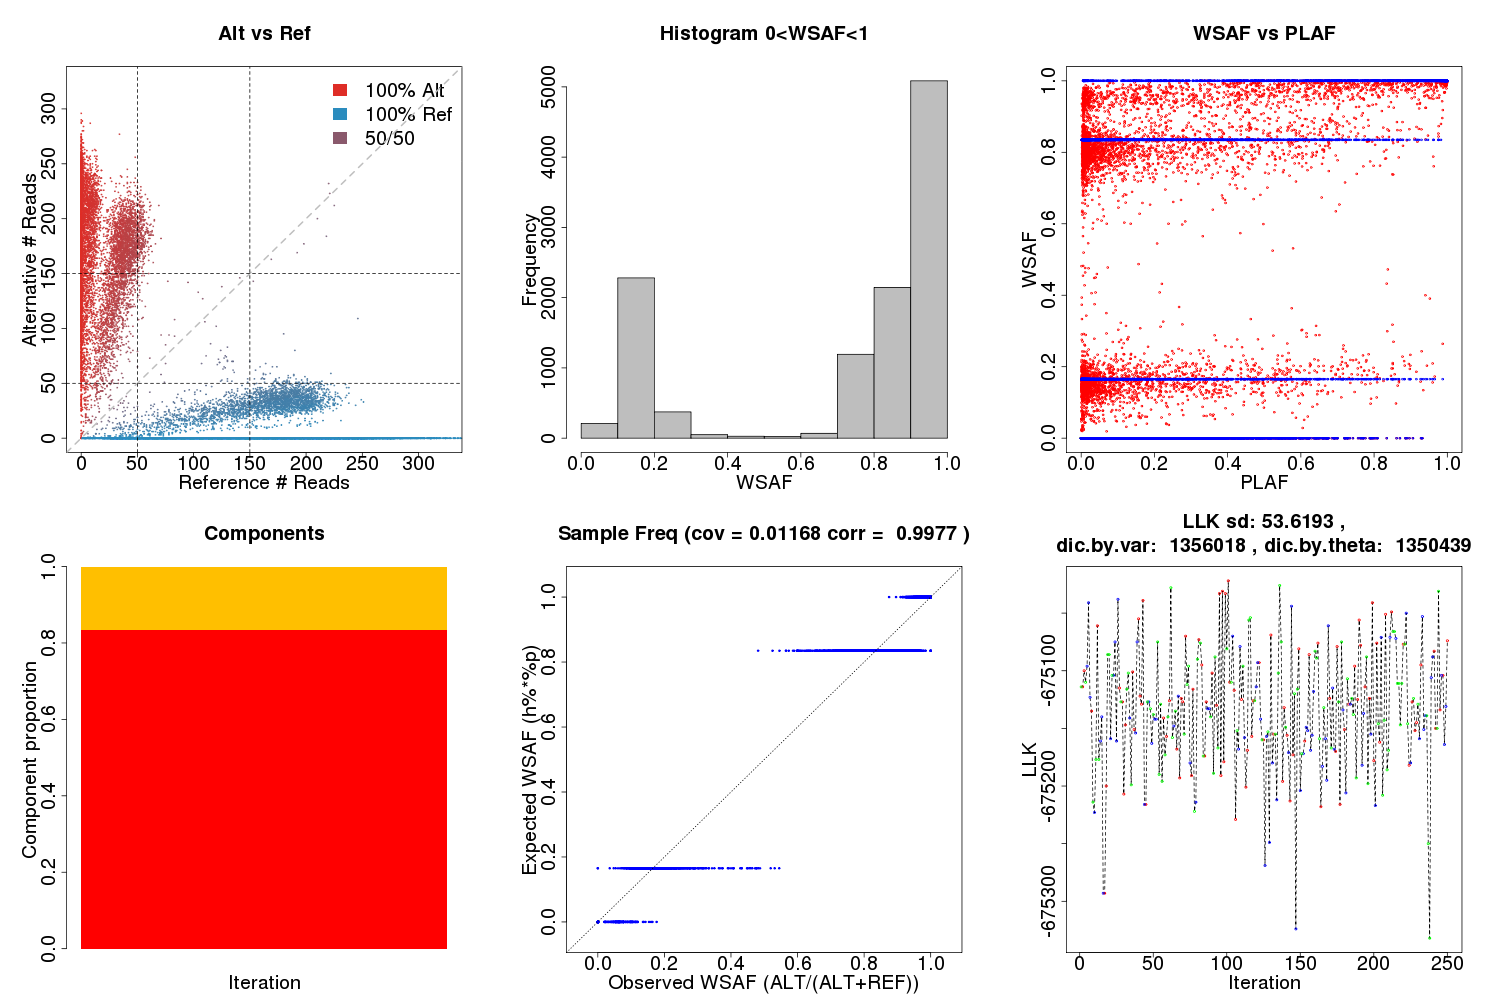 Alt vs Ref
Alternative # Reads
0 50 100 150 200 250 300
100% Alt
100% Ref
50/50
0 50 100 150 200 250 300
Reference # Reads
Histogram 0<WSAF<1
Frequency
0 1000 2000 3000 4000 5000
0.0 0.2 0.4 0.6 0.8 1.0
WSAF
WSAF vs PLAF
WSAF
0.0 0.2 0.4 0.6 0.8 1.0
0.0 0.2 0.4 0.6 0.8 1.0
PLAF
Components
Component proportion
0.0 0.2 0.4 0.6 0.8 1.0
Iteration
Sample Freq (cov = 0.01168 corr = 0.9977 )
Expected WSAF (h%*%p)
0.0 0.2 0.4 0.6 0.8 1.0
0.0 0.2 0.4 0.6 0.8 1.0
Observed WSAF (ALT/(ALT+REF))
LLK sd: 53.6193 ,
dic.by.var: 1356018 , dic.by.theta: 1350439
LLK
-675300 -675200 -675100
0 50 100 150 200 250
Iteration